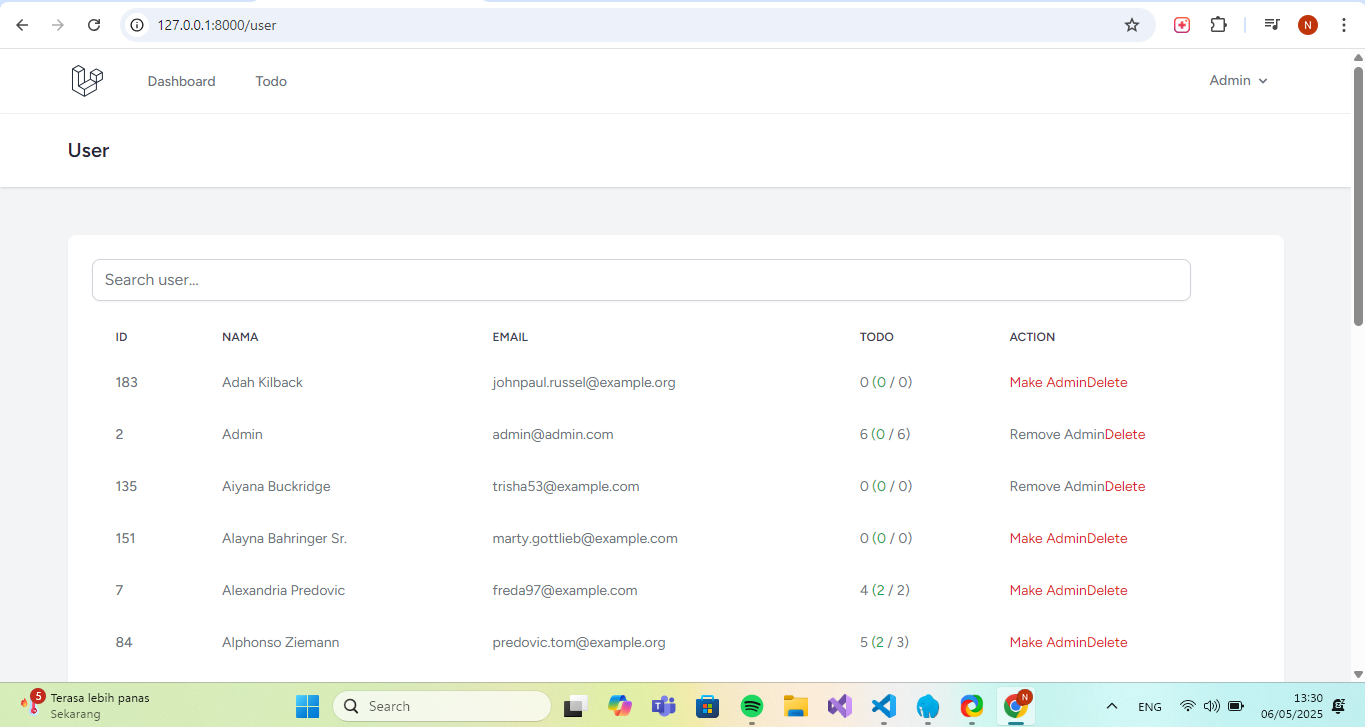 127.0.0.1:8000/user
N
Dashboard Todo Admin
User
Search user...
ID NAMA EMAIL TODO ACTION
183 Adah Kilback johnpaul.russel@example.org 0 (0 / 0) Make AdminDelete
2 Admin admin@admin.com 6 (0 / 6) Remove AdminDelete
135 Aiyana Buckridge trisha53@example.com 0 (0 / 0) Remove AdminDelete
151 Alayna Bahringer Sr. marty.gottlieb@example.com 0 (0 / 0) Make AdminDelete
7 Alexandria Predovic freda97@example.com 4 (2 / 2) Make AdminDelete
84 Alphonso Ziemann predovic.tom@example.org 5 (2 / 3) Make AdminDelete
5 Terasa lebih panas
Sekarang
Search
N
ENG
13:30
06/05/2025